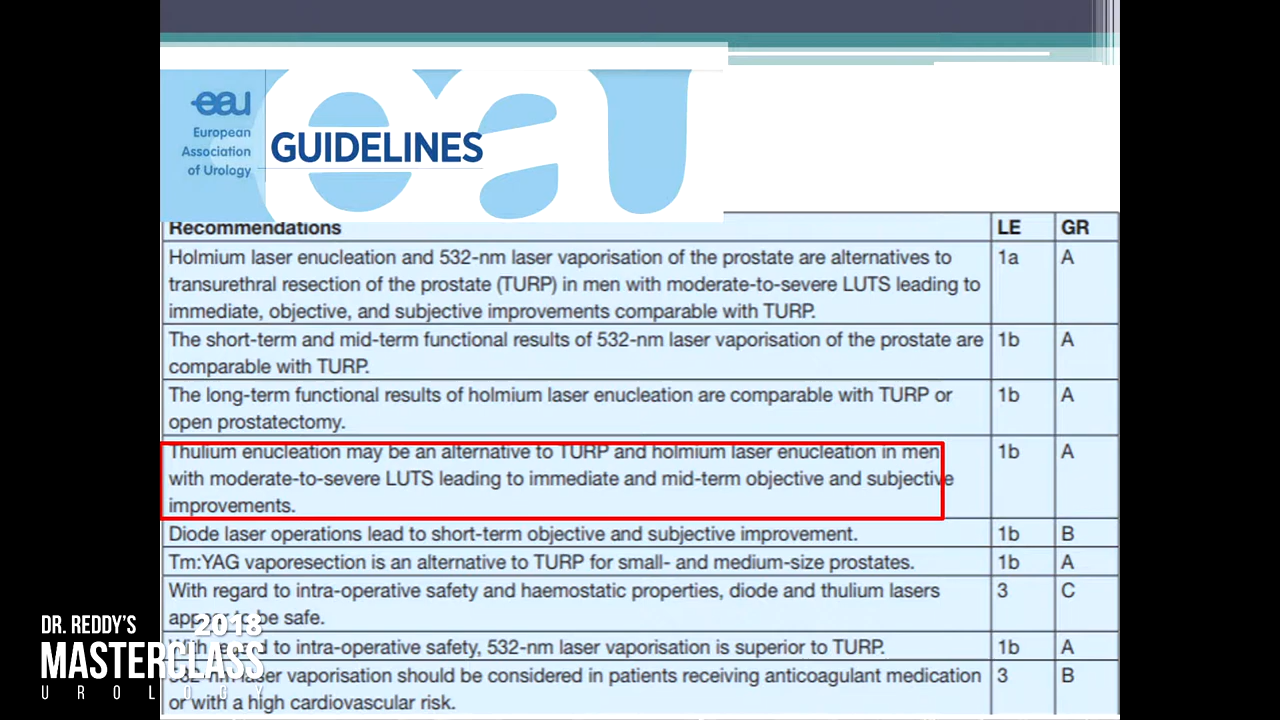 eau
European
Association
of Urology
GUIDELINES
eau
Recommendations LE GR
Holmium laser enucleation and 532-nm laser vaporisation of the prostate are alternatives to 1a A
transurethral resection of the prostate (TURP) in men with moderate-to-severe LUTS leading to
immediate, objective, and subjective improvements comparable with TURP.
The short-term and mid-term functional results of 532-nm laser vaporisation of the prostate are 1b A
comparable with TURP.
The long-term functional results of holmium laser enucleation are comparable with TURP or 1b A
open prostatectomy.
Thulium enucleation may be an alternative to TURP and holmium laser enucleation in men 1b A
with moderate-to-severe LUTS leading to immediate and mid-term objective and subjective
improvements.
Diode laser operations lead to short-term objective and subjective improvement. 1b B
Tm:YAG vaporesection is an alternative to TURP for small- and medium-size prostates. 1b A
With regard to intra-operative safety and haemostatic properties, diode and thulium lasers 3 C
appear to be safe.
With regard to intra-operative safety, 532-nm laser vaporisation is superior to TURP. 1b A
532-nm laser vaporisation should be considered in patients receiving anticoagulant medication 3 B
or with a high cardiovascular risk.
DR. REDDY'S 2018
MASTERCLASS
UROLOGY